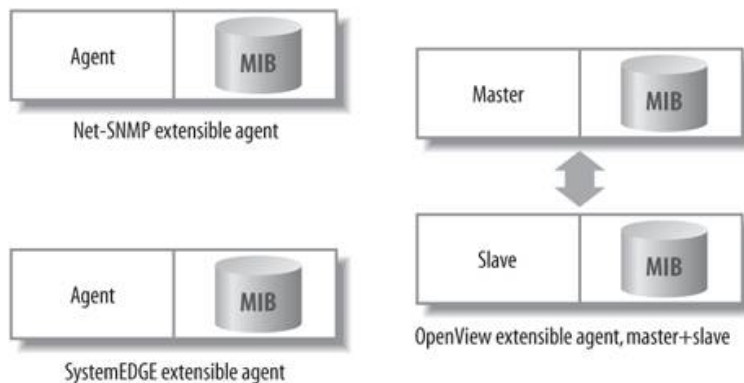 Agent
MIB
Net-SNMP extensible agent
Agent
MIB
SystemEDGE extensible agent
Master
MIB
Slave
MIB
OpenView extensible agent, master+slave